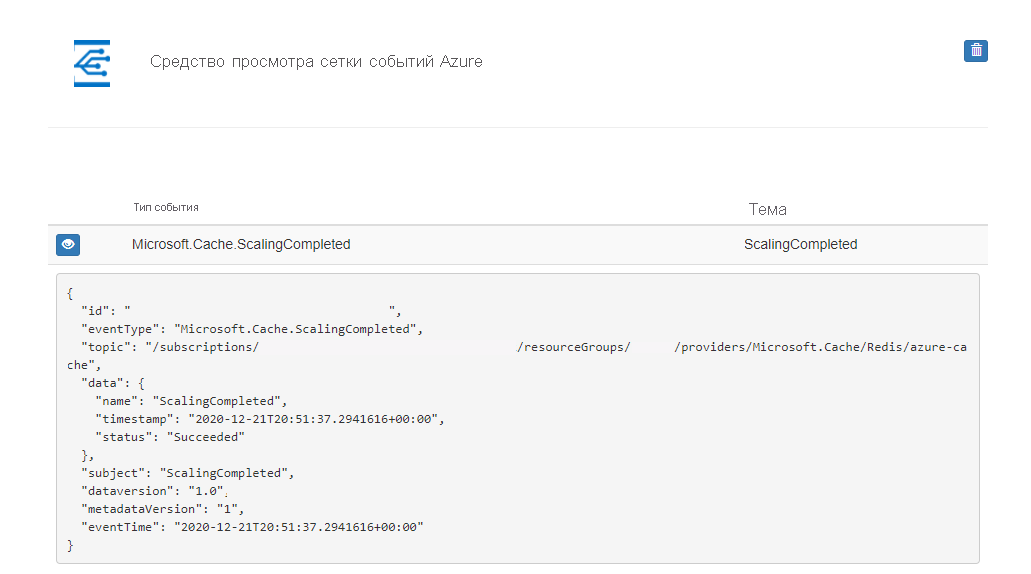 Средство просмотра сетки событий Azure
Тип события Тема
Microsoft.Cache.ScalingCompleted ScalingCompleted
{
"id": " ",
"eventType": "Microsoft.Cache.ScalingCompleted",
"topic": "/subscriptions/ /resourceGroups/ /providers/Microsoft.Cache/Redis/azure-ca
che",
"data": {
"name": "ScalingCompleted",
"timestamp": "2020-12-21T20:51:37.2941616+00:00",
"status": "Succeeded"
},
"subject": "ScalingCompleted",
"dataversion": "1.0",
"metadataVersion": "1",
"eventTime": "2020-12-21T20:51:37.2941616+00:00"
}